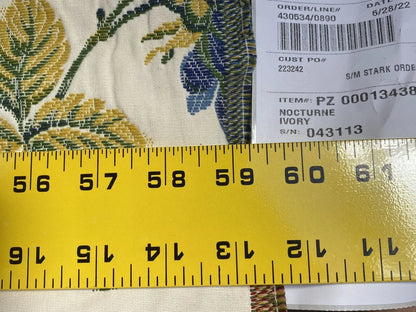 ORDER/LINE#
430534/0890
DATE
6/28/22
CUST PO#
223242
S/M STARK ORDE
ITEM#: PZ 00013438
NOCTURNE
IVORY
S/N: 043113
56 57 58 59 60 61
16 15 14 13 12 11